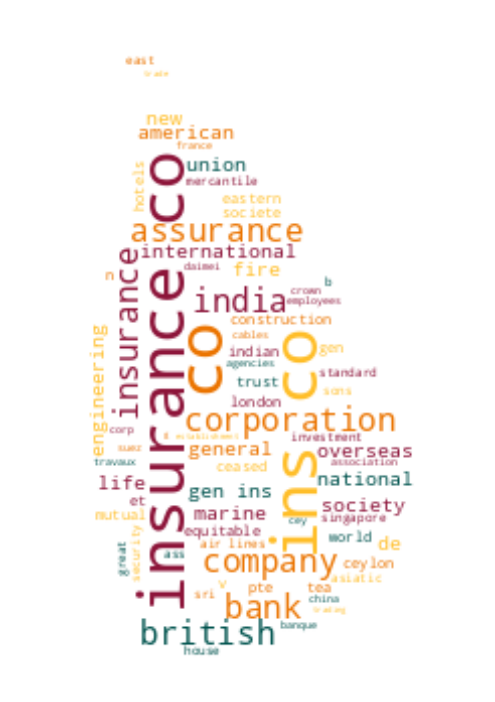 east
trade
new
american
france
insurance co
union
mercantile
hotels
eastern
societe
assurance
international
insurance
daimei
fire
n
b
india
crown
employees
construction
co
cables
ins co
gen
indian
agencies
engineering
standard
trust
sons
london
corporation
corp
investment
general
suez
overseas
travaux
ceased
association
national
life
gen ins
et
society
marine
mutual
cey
singapore
equitable
security
world
air lines
de
great
ass
company
ceylon
asiatic
v
pte
tea
sri
china
bank
trading
british
banque
house